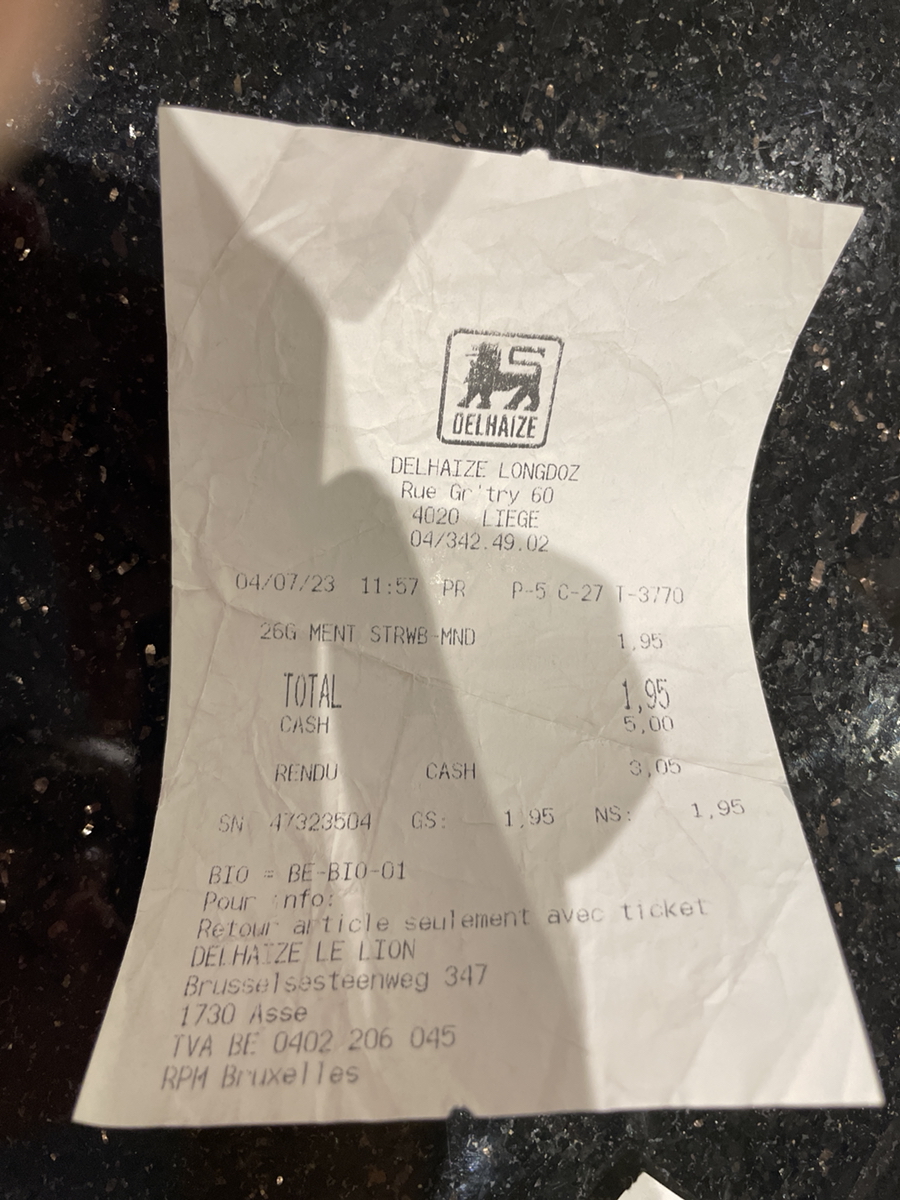 DELHAIZE
DELHAIZE LONGDOZ
Rue Gr'try 60
4020 LIEGE
04/342.49.02
04/07/23 11:57 PR P-5 C-27 T-3770
26G MENT STRWB-MND 1,95
TOTAL 1,95
CASH 5,00
RENDU CASH 3,05
SN: 47323504 GS: 1,95 NS: 1,95
BIO = BE-BIO-01
Pour info:
Retour article seulement avec ticket
DELHAIZE LE LION
Brusselsesteenweg 347
1730 Asse
TVA BE 0402 206 045
RPM Bruxelles